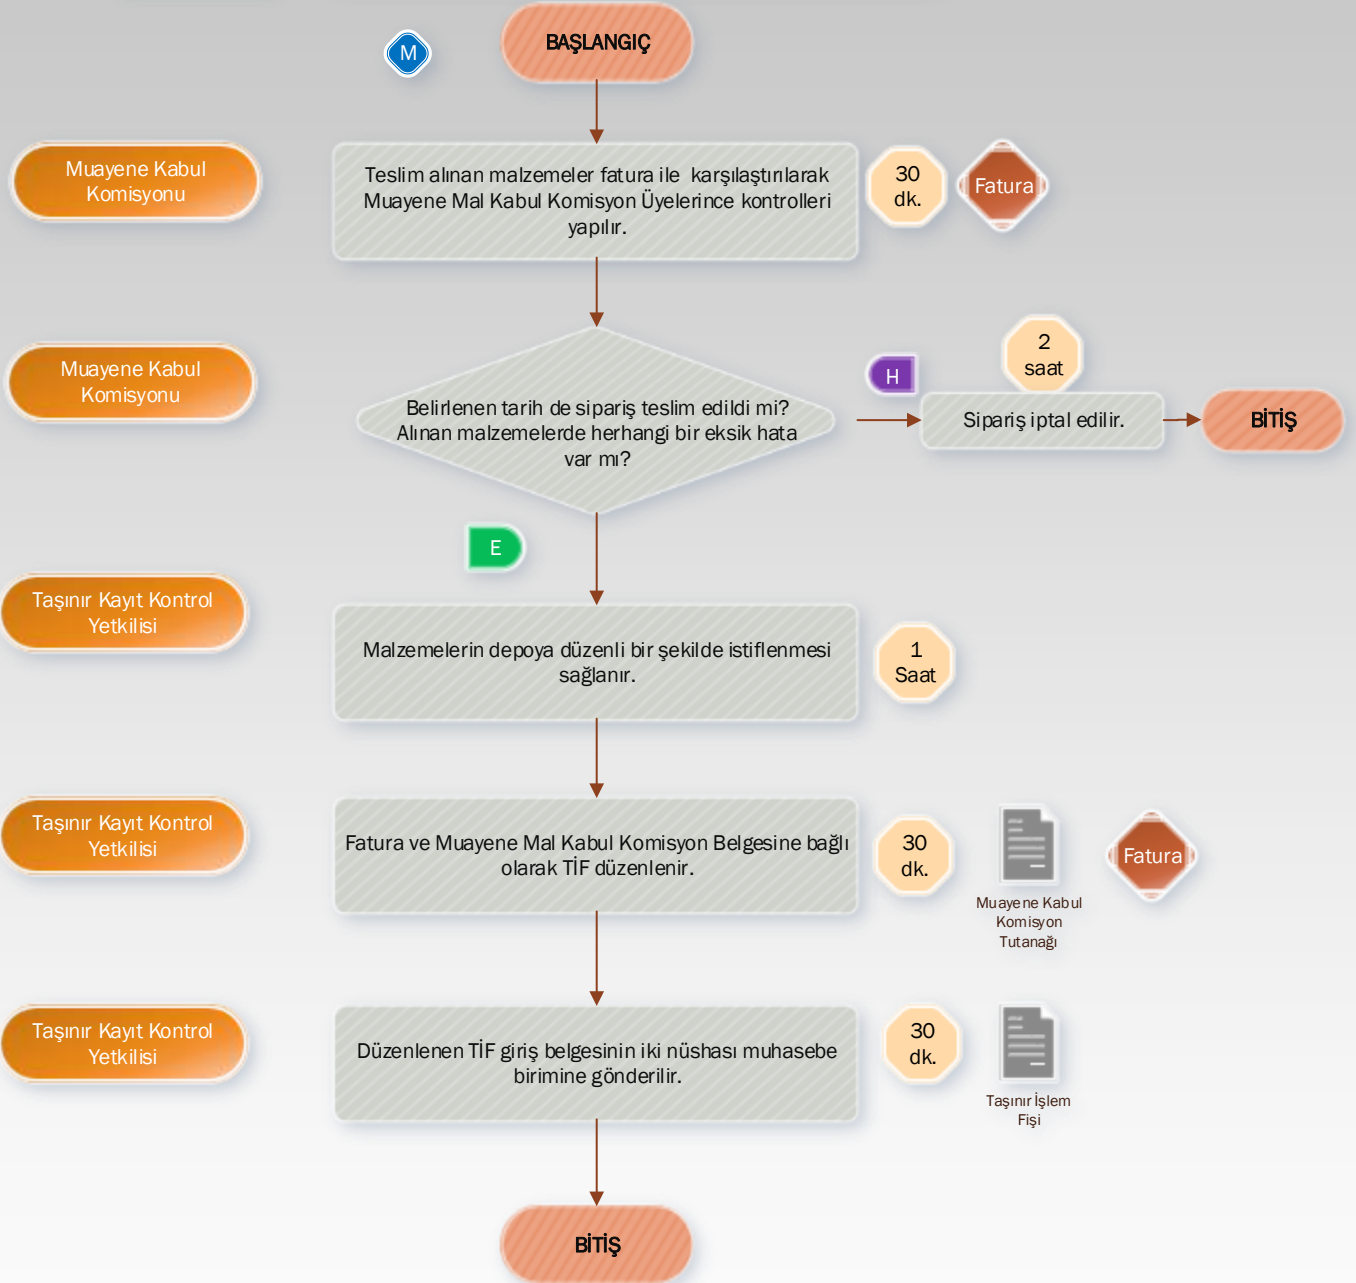 M
BAŞLANGIÇ
Muayene Kabul
Komisyonu
Teslim alınan malzemeler fatura ile karşılaştırılarak
Muayene Mal Kabul Komisyon Üyelerince kontrolleri
yapılır.
30
dk.
Fatura
Muayene Kabul
Komisyonu
Belirlenen tarih de sipariş teslim edildi mi?
Alınan malzemelerde herhangi bir eksik hata
var mı?
H
2
saat
Sipariş iptal edilir.
BİTİŞ
E
Taşınır Kayıt Kontrol
Yetkilisi
Malzemelerin depoya düzenli bir şekilde istiflenmesi
sağlanır.
1
Saat
Taşınır Kayıt Kontrol
Yetkilisi
Fatura ve Muayene Mal Kabul Komisyon Belgesine bağlı
olarak TİF düzenlenir.
30
dk.
Muayene Kabul
Komisyon
Tutanağı
Fatura
Taşınır Kayıt Kontrol
Yetkilisi
Düzenlenen TİF giriş belgesinin iki nüshası muhasebe
birimine gönderilir.
30
dk.
Taşınır İşlem
Fişi
BİTİŞ